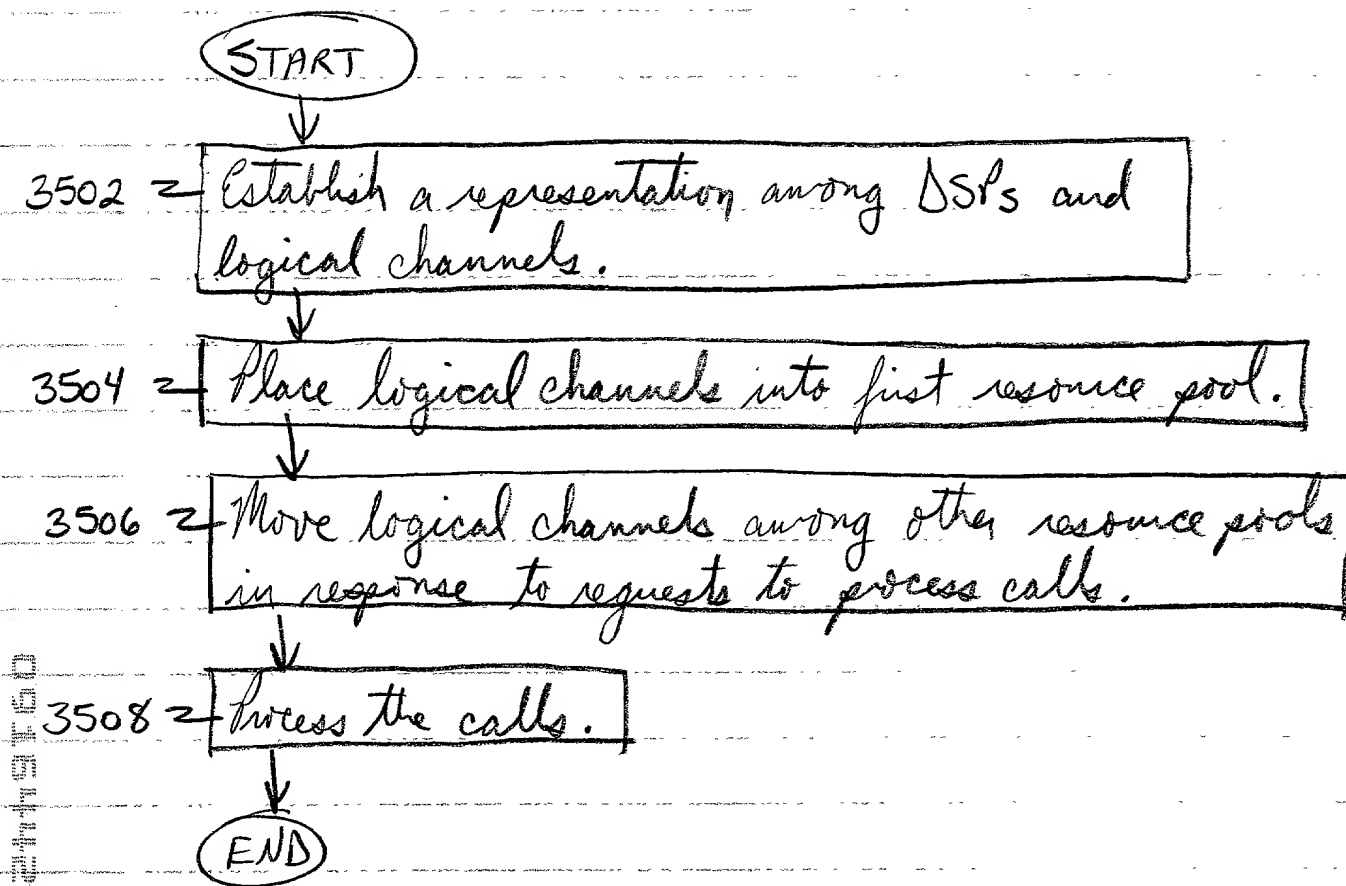 START
3502 Establish a representation among DSPs and
logical channels.
3504 Place logical channels into first resource pool.
3506 Move logical channels among other resource pools
in response to requests to process calls.
3508 Process the calls.
END